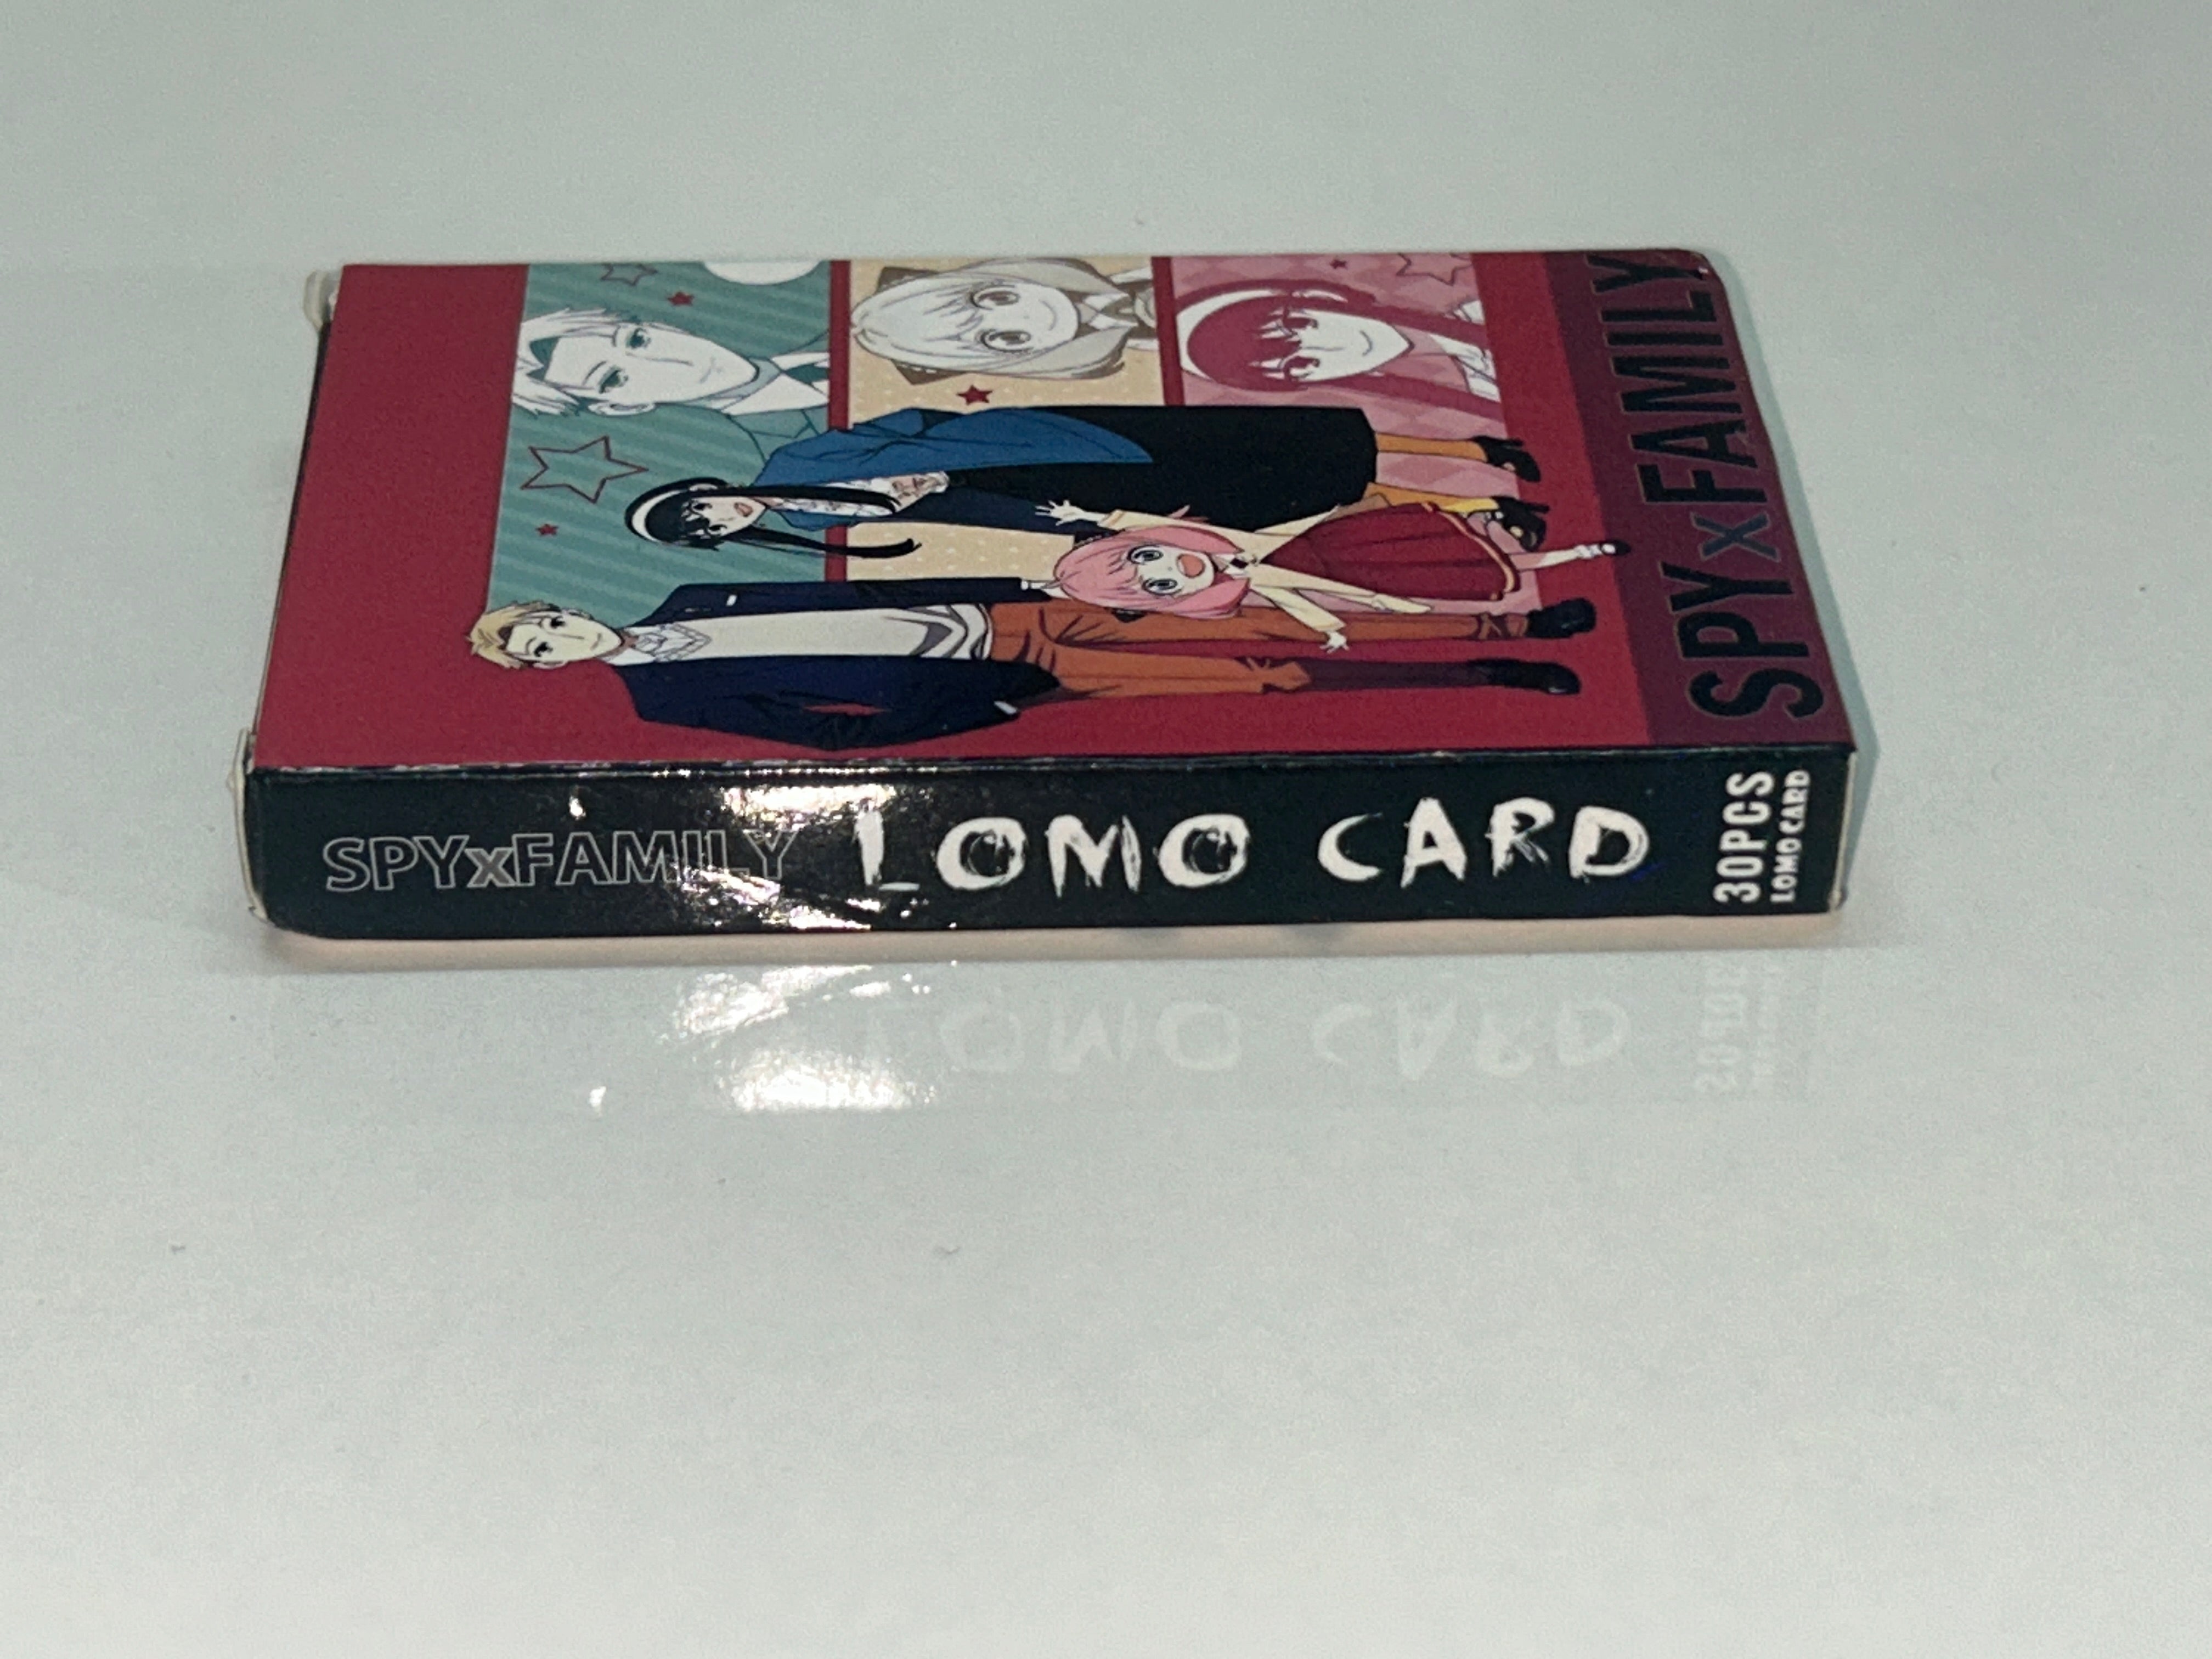 SPY x FAMILY
SPYxFAMILY LOMO CARD
30PCS
LOMO CARD